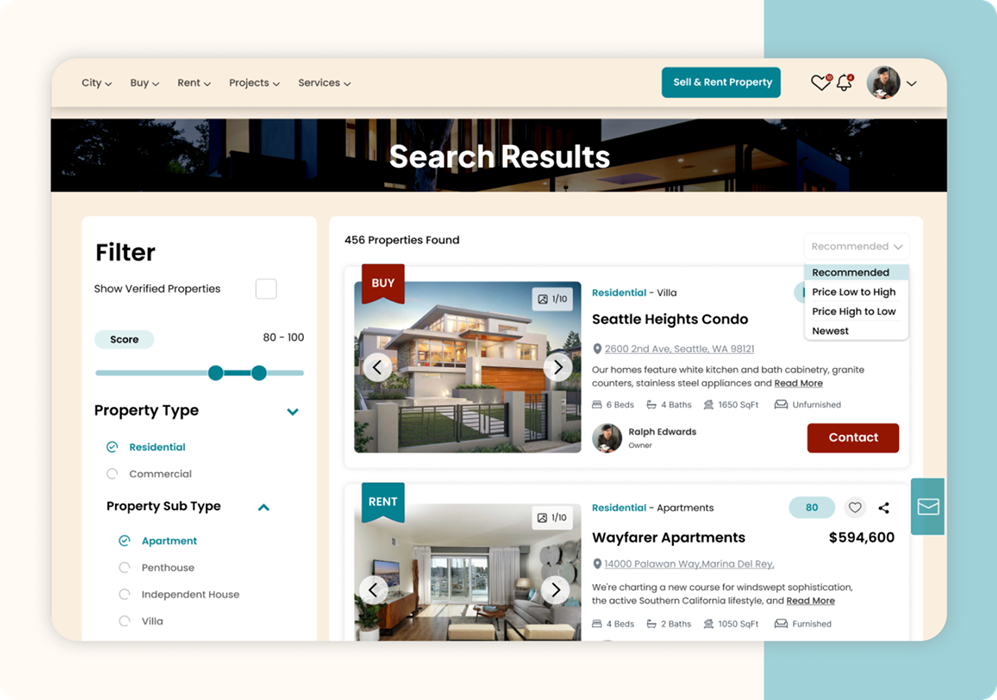 City
Buy
Rent
Projects
Services
Sell & Rent Property
Search Results
Filter
Show Verified Properties
Score
80 - 100
Property Type
Residential
Commercial
Property Sub Type
Apartment
Penthouse
Independent House
Villa
456 Properties Found
Recommended
Recommended
Price Low to High
Price High to Low
Newest
BUY
1/10
Residential - Villa
Seattle Heights Condo
2600 2nd Ave, Seattle, WA 98121
Our homes feature white kitchen and bath cabinetry, granite
counters, stainless steel appliances and Read More
6 Beds 4 Baths 1650 SqFt Unfurnished
Ralph Edwards
Owner
Contact
RENT
1/10
Residential - Apartments
80
Wayfarer Apartments
$594,600
14000 Palawan Way,Marina Del Rey,
We're charting a new course for windswept sophistication,
the active Southern California lifestyle, and Read More
4 Beds 2 Baths 1050 SqFt Furnished